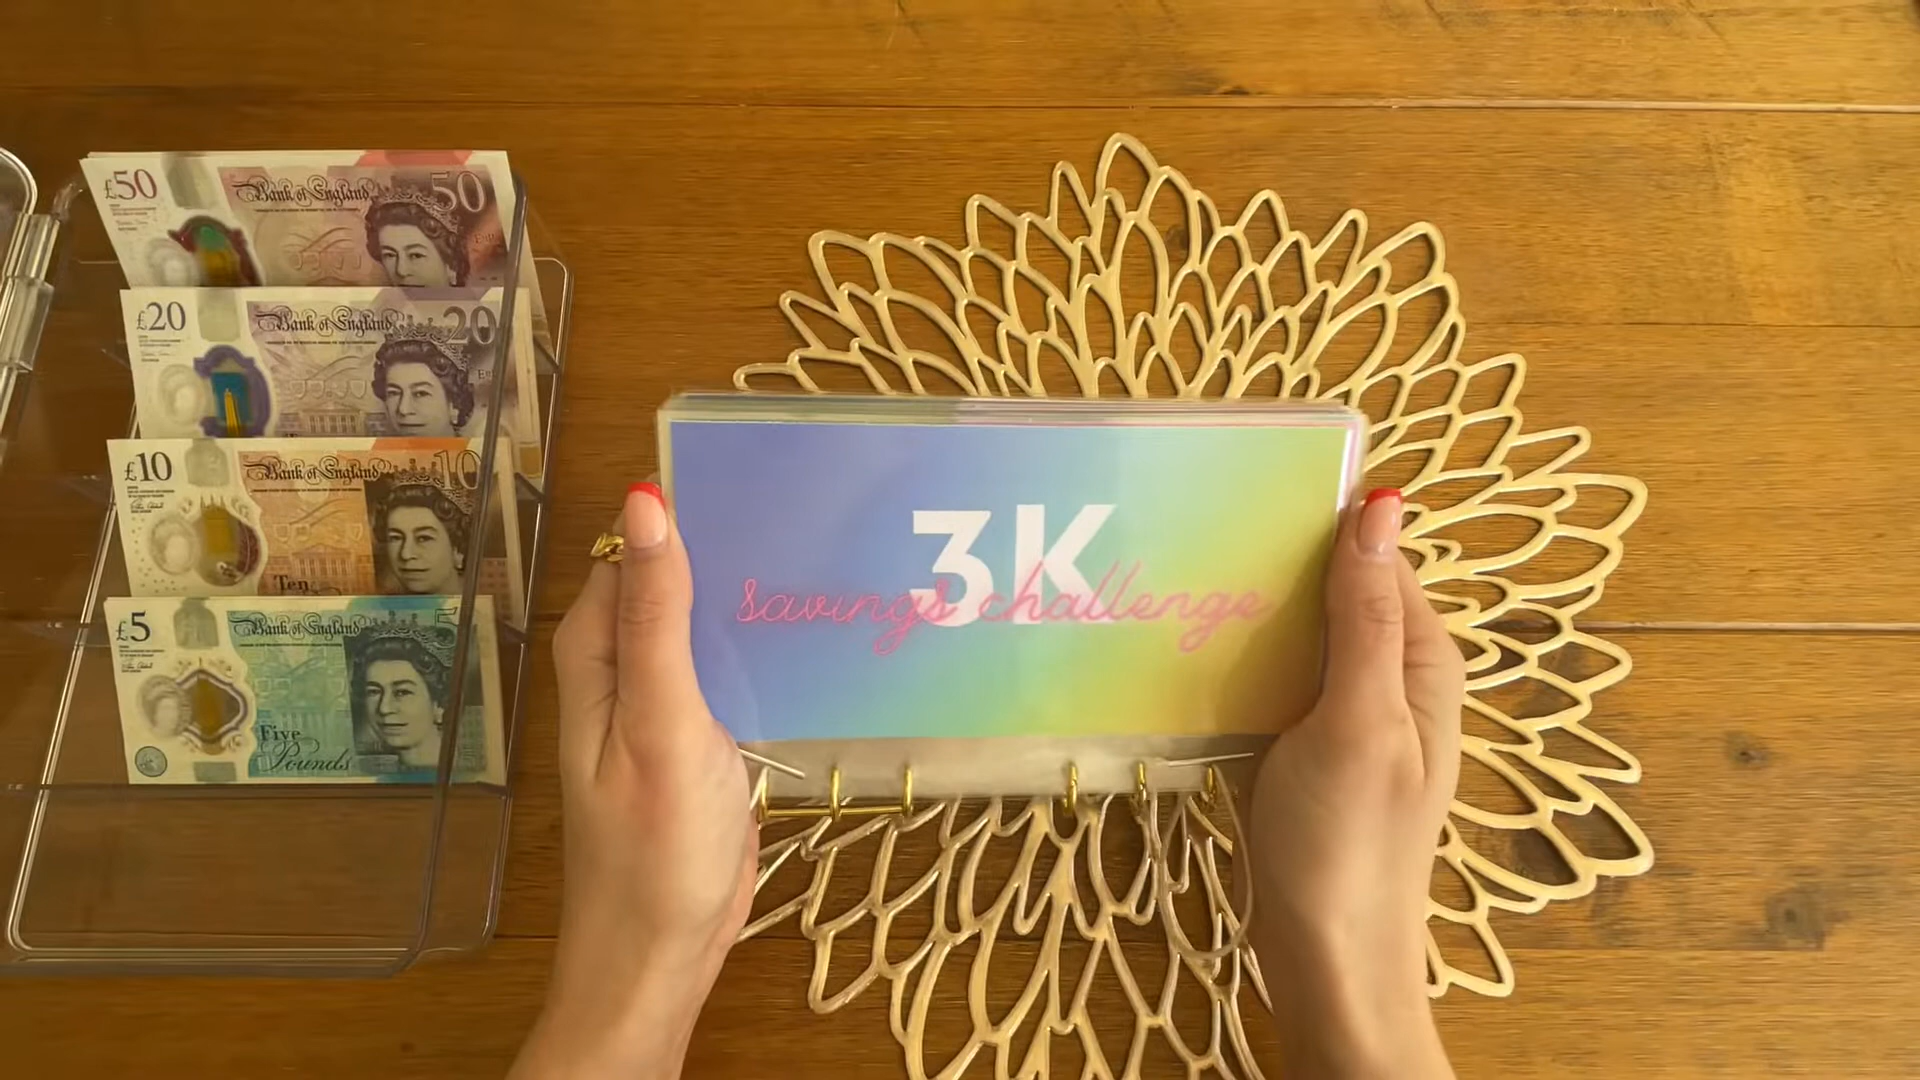 £50
Bank of England
50
£20
Bank of England
20
£10
Bank of England
10
Ten
£5
Bank of England
5
Five
Pounds
3K
savings challenge